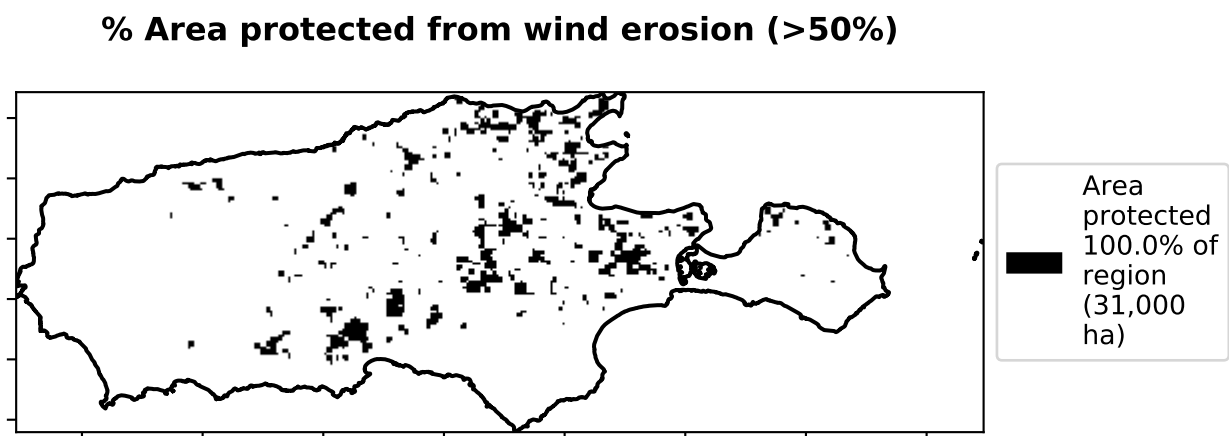 % Area protected from wind erosion (>50%)
Area
protected
100.0% of
region
(31,000
ha)